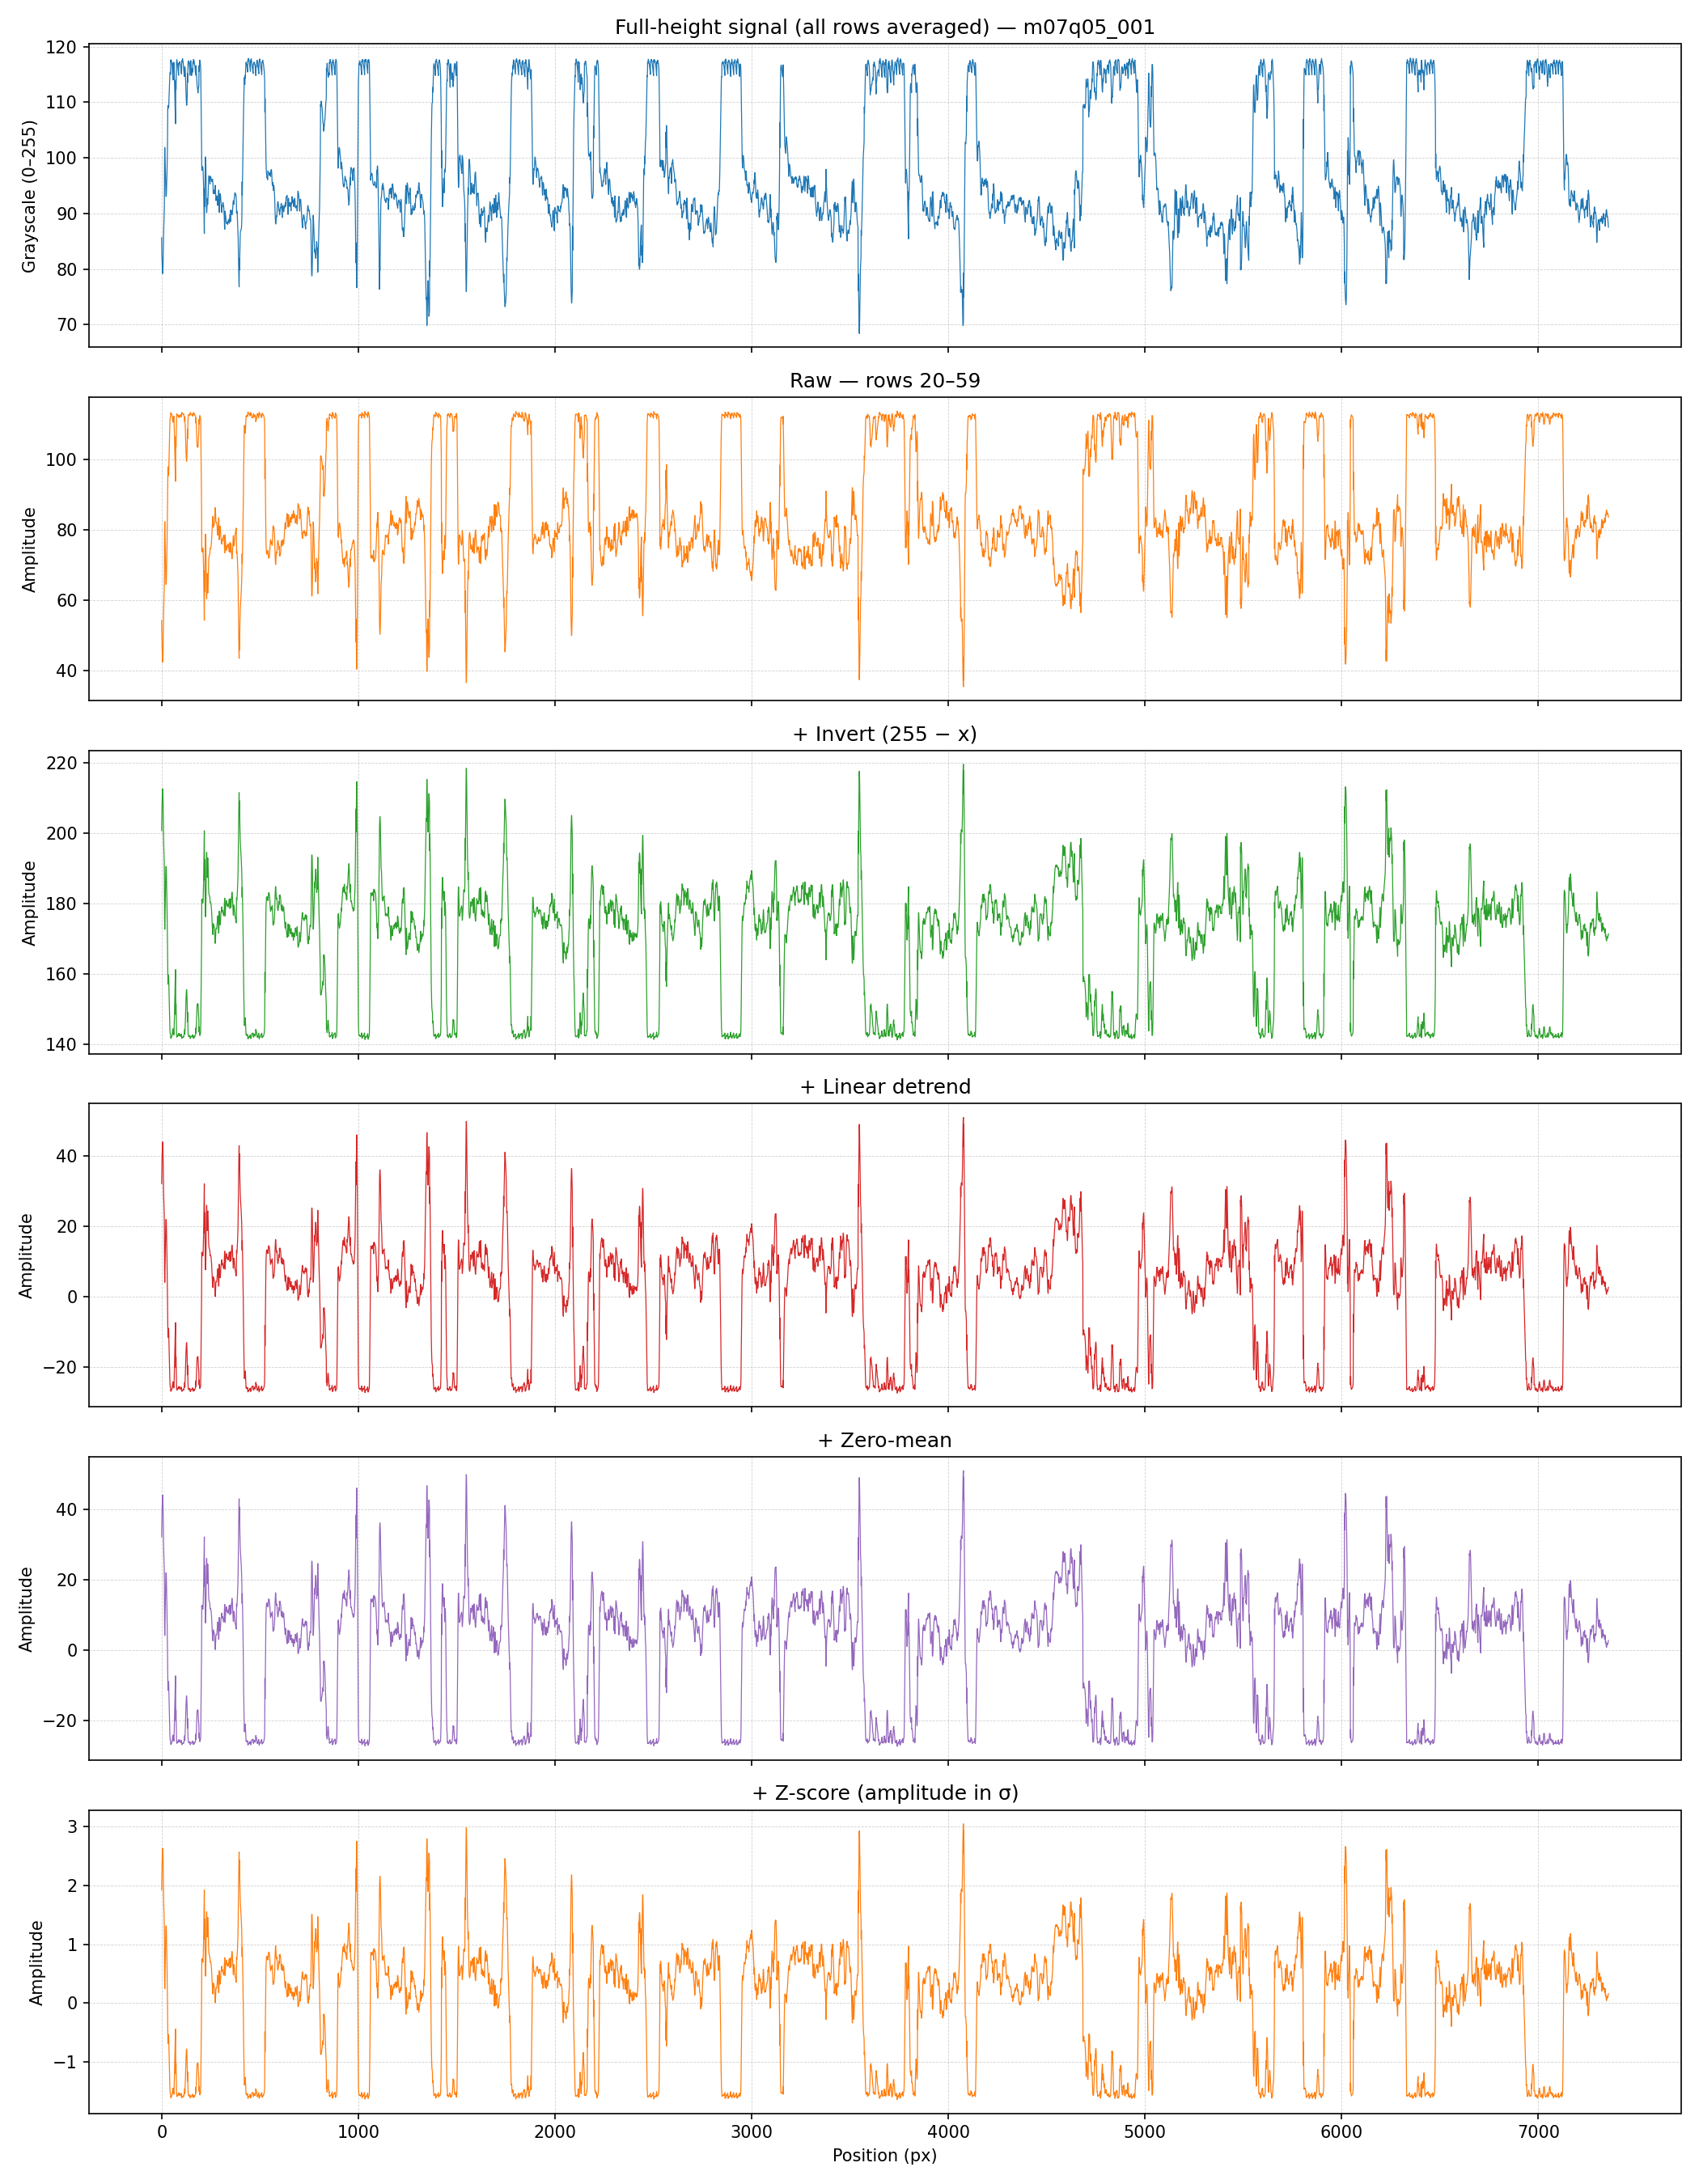 Full-height signal (all rows averaged) — m07q05_001
Grayscale (0–255)
120
110
100
90
80
70
Raw — rows 20–59
Amplitude
100
80
60
40
+ Invert (255 − x)
Amplitude
220
200
180
160
140
+ Linear detrend
Amplitude
40
20
0
−20
+ Zero-mean
Amplitude
40
20
0
−20
+ Z-score (amplitude in σ)
Amplitude
3
2
1
0
−1
0 1000 2000 3000 4000 5000 6000 7000
Position (px)